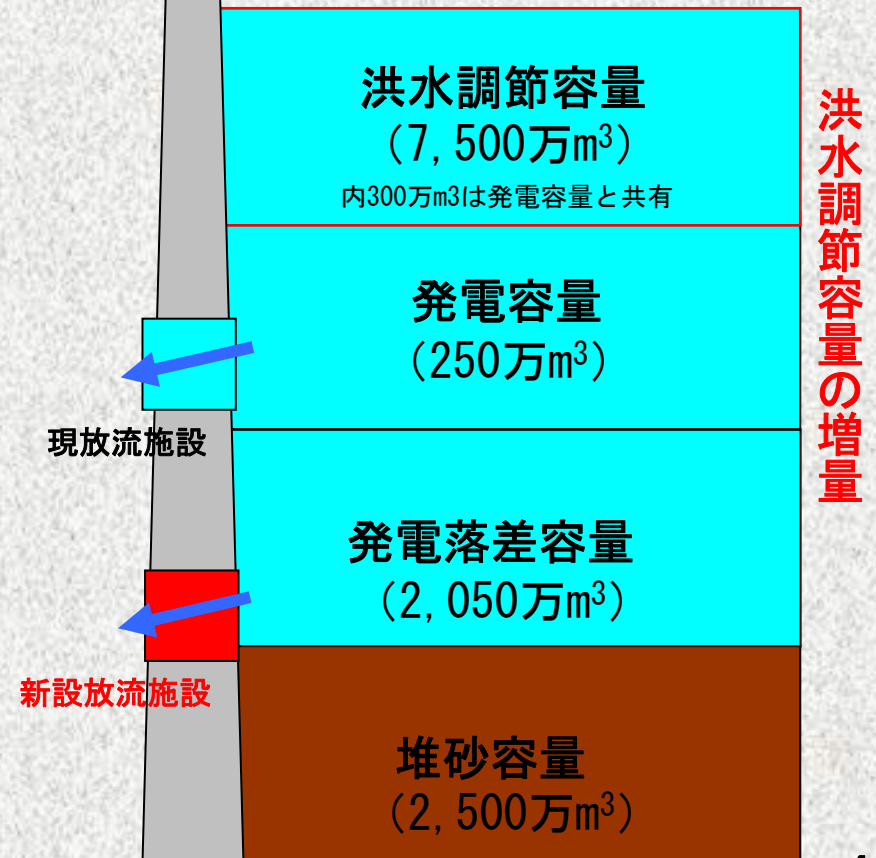 洪水調節容量
(7,500万m³)
内300万m3は発電容量と共有
洪水調節容量の増量
発電容量
(250万m³)
現放流施設
発電落差容量
(2,050万m³)
新設放流施設
堆砂容量
(2,500万m³)